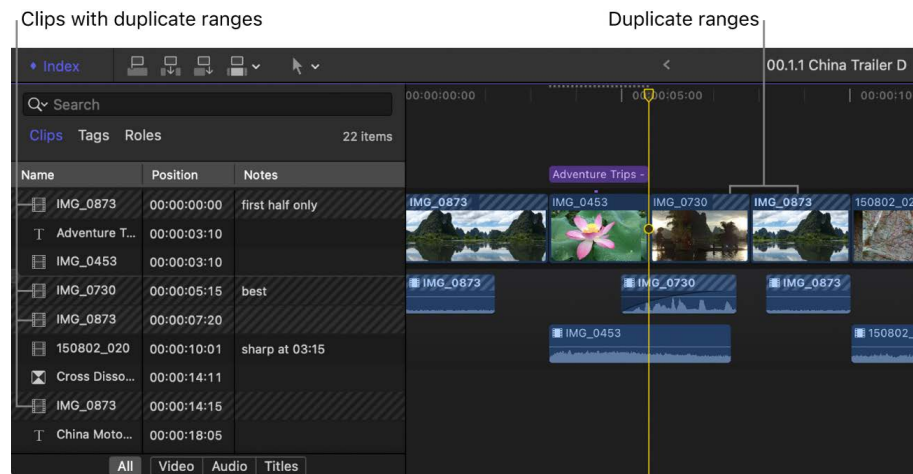 Clips with duplicate ranges
Duplicate ranges
Index
00.1.1 China Trailer D
Search
Clips Tags Roles 22 items
Name Position Notes
IMG_0873 00:00:00:00 first half only
Adventure T... 00:00:03:10
IMG_0453 00:00:03:10
IMG_0730 00:00:05:15 best
IMG_0873 00:00:07:20
150802_020 00:00:10:01 sharp at 03:15
Cross Disso... 00:00:14:11
IMG_0873 00:00:14:15
China Moto... 00:00:18:05
All Video Audio Titles
00:00:00:00 00:00:05:00 00:00:10
Adventure Trips -
IMG_0873 IMG_0453 IMG_0730 IMG_0873 150802_02
IMG_0873 IMG_0730 IMG_0873
IMG_0453 150802_